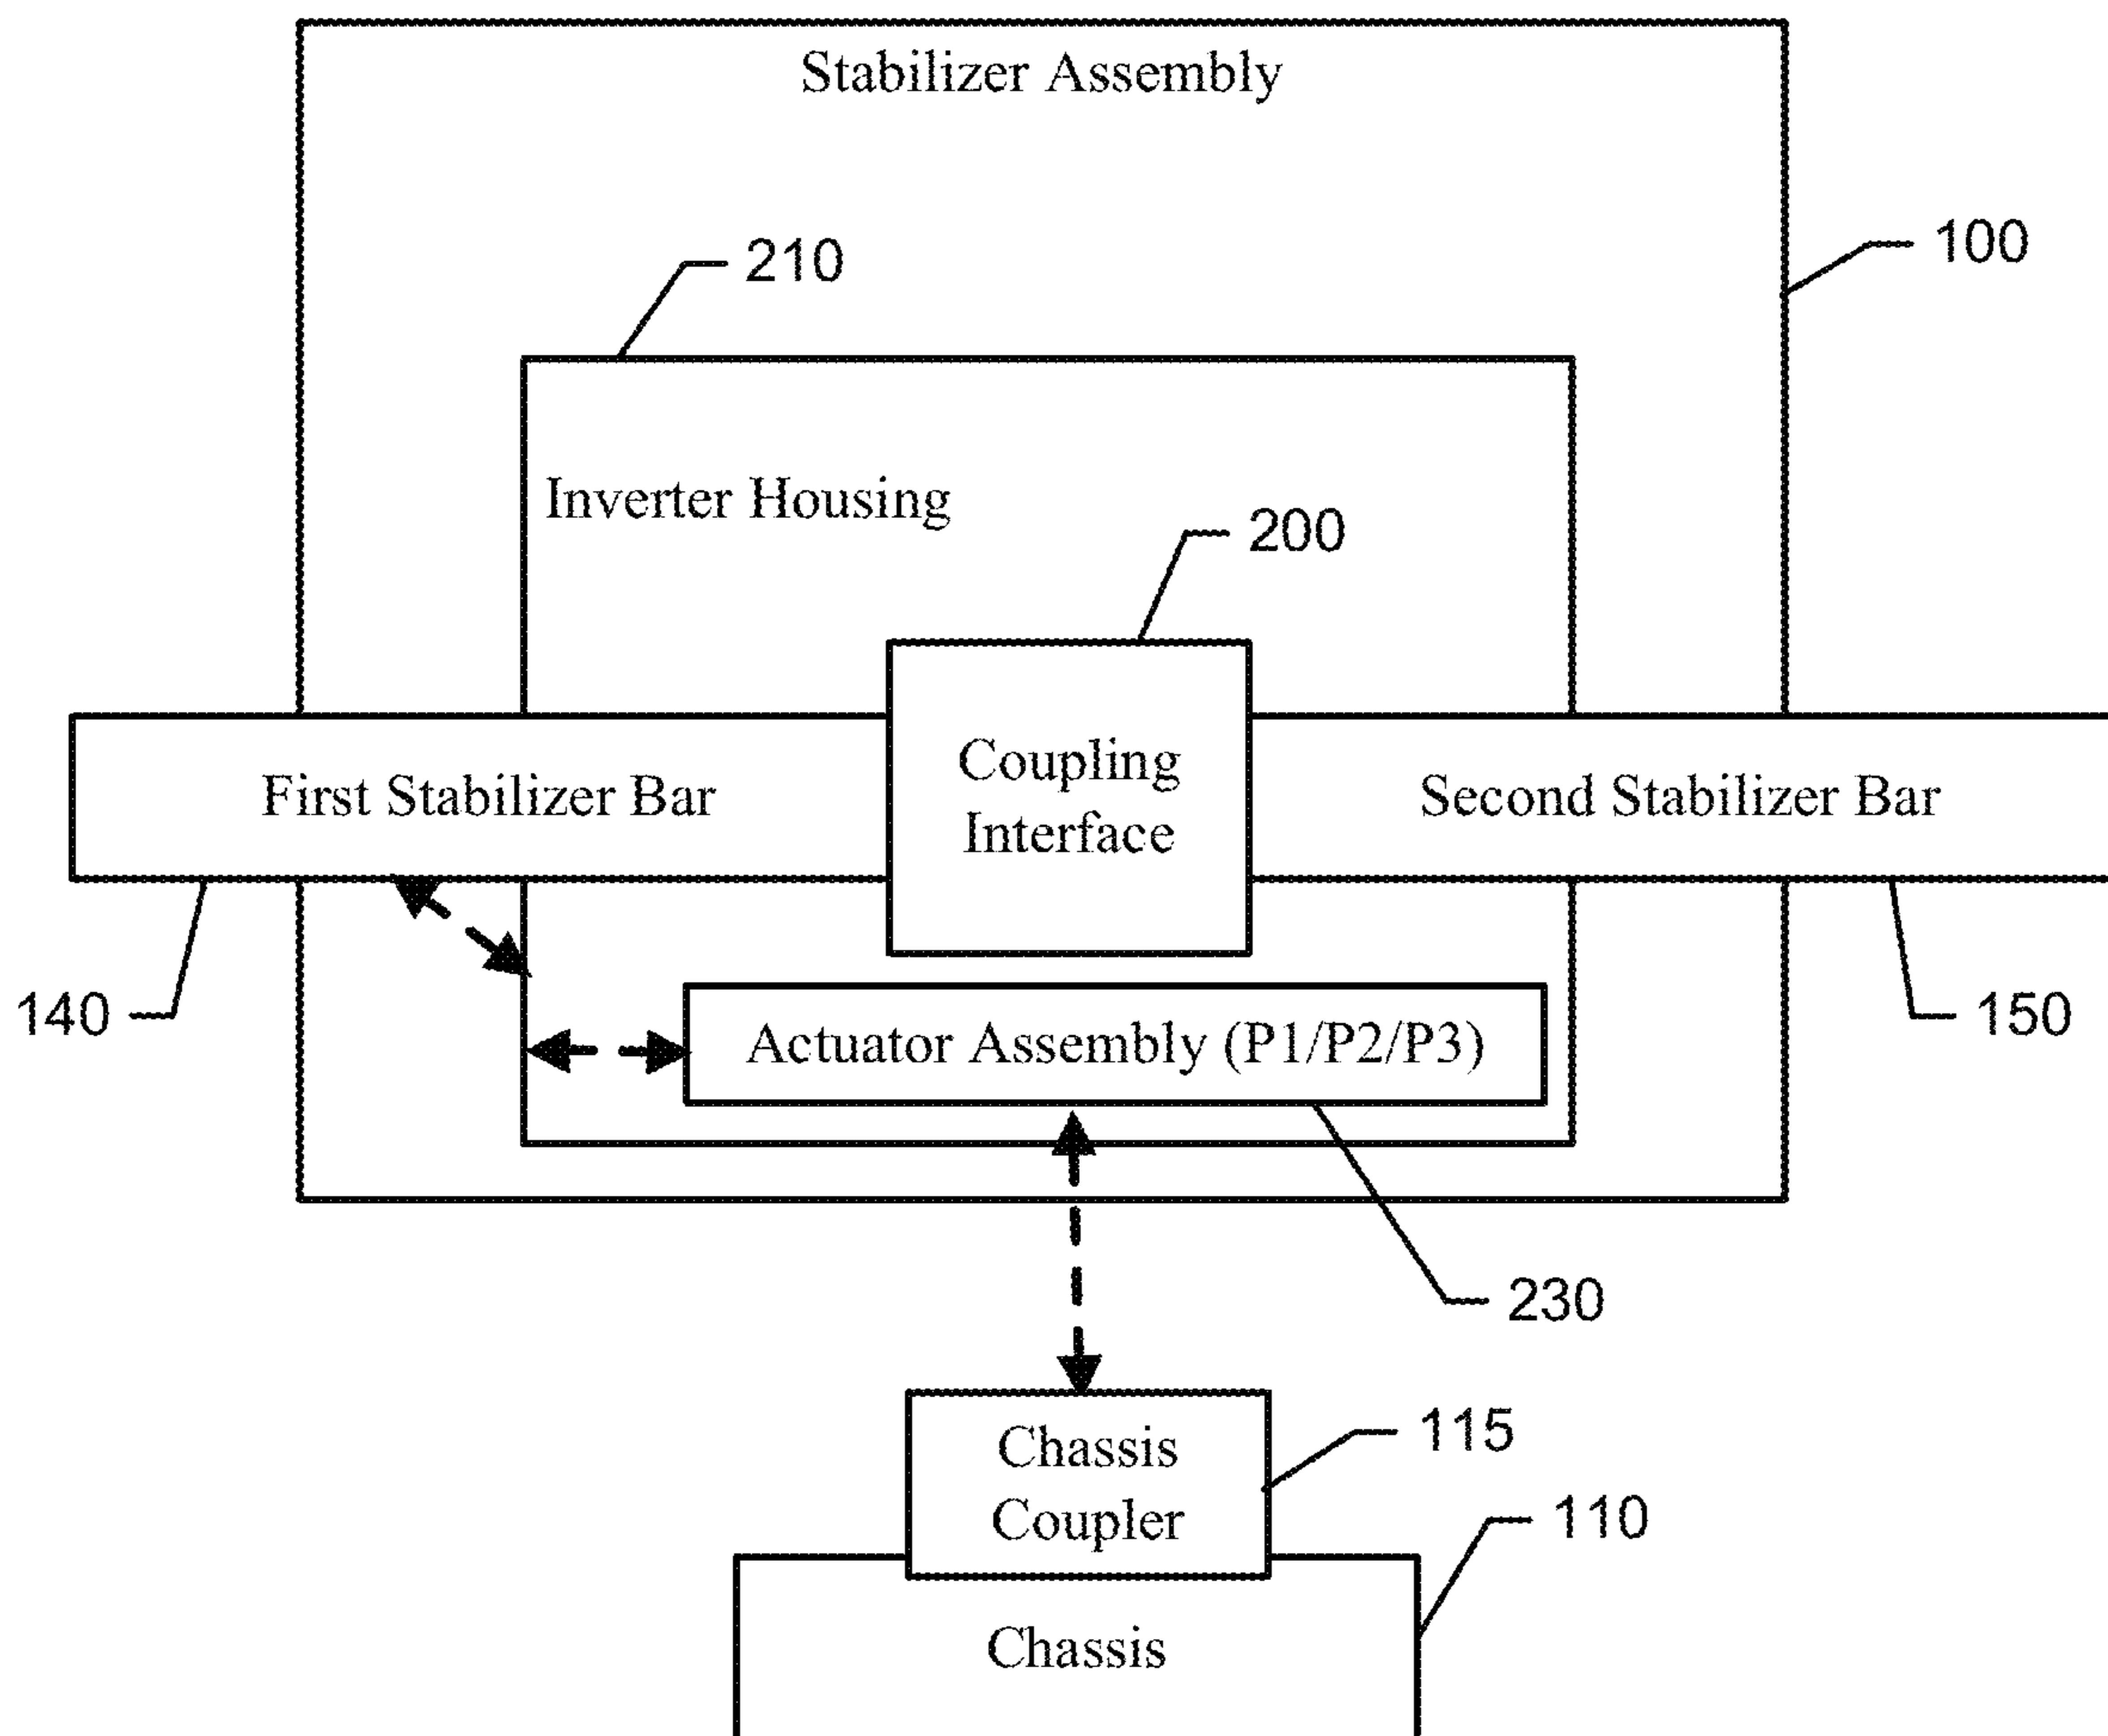 Stabilizer Assembly
100
210
Inverter Housing
200
Coupling
Interface
First Stabilizer Bar
Second Stabilizer Bar
140
150
Actuator Assembly (P1/P2/P3)
230
Chassis
Coupler
115
110
Chassis